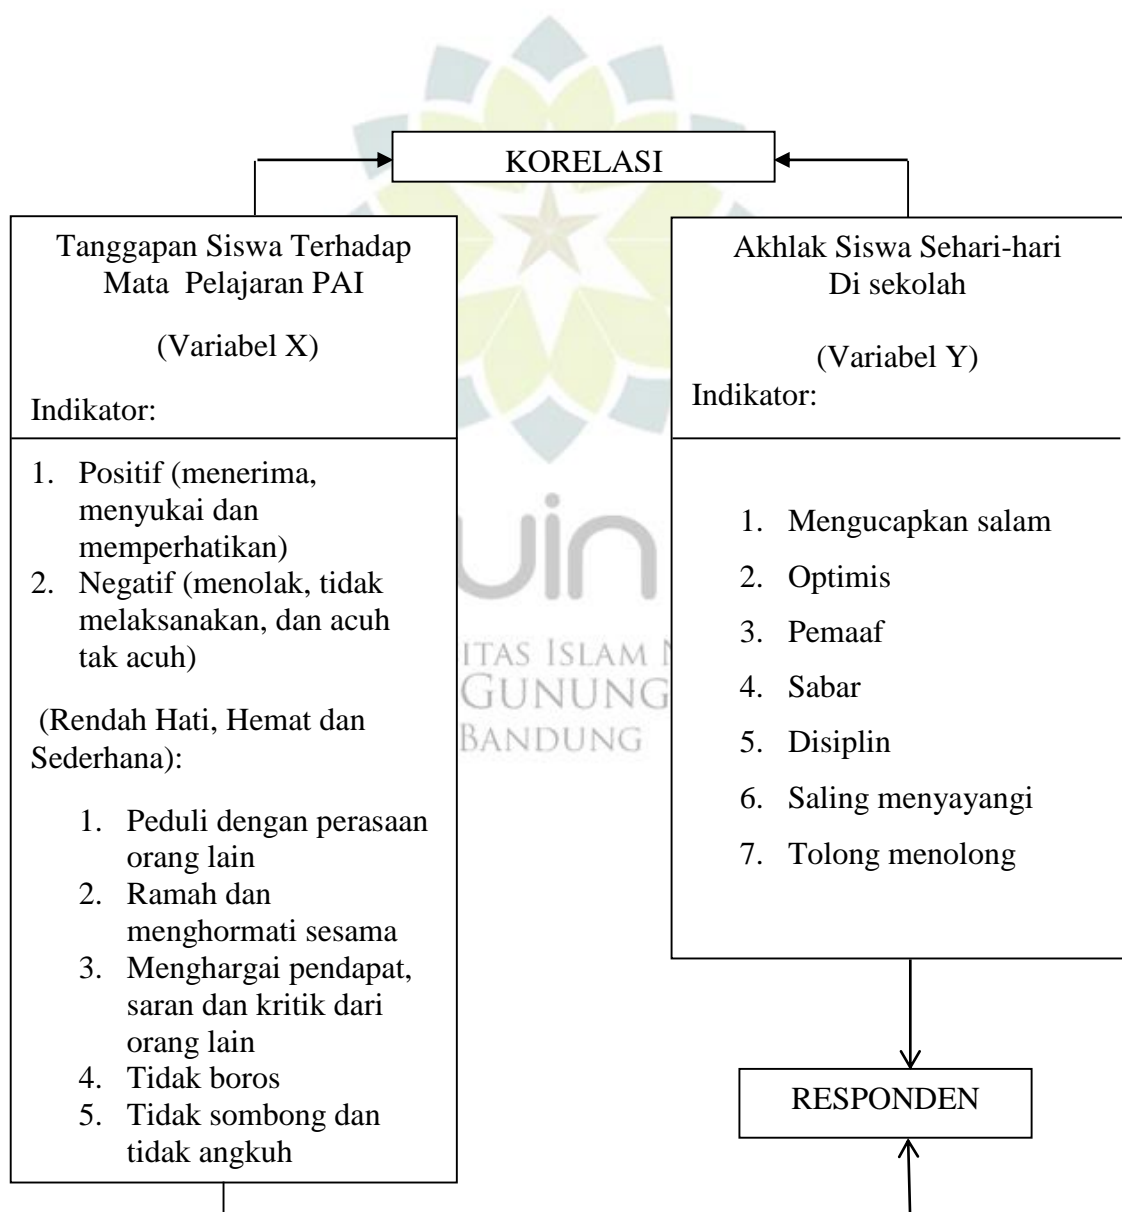 KORELASI
Tanggapan Siswa Terhadap
Mata Pelajaran PAI
(Variabel X)
Indikator:
1. Positif (menerima,
menyukai dan
memperhatikan)
2. Negatif (menolak, tidak
melaksanakan, dan acuh
tak acuh)
(Rendah Hati, Hemat dan
Sederhana):
1. Peduli dengan perasaan
orang lain
2. Ramah dan
menghormati sesama
3. Menghargai pendapat,
saran dan kritik dari
orang lain
4. Tidak boros
5. Tidak sombong dan
tidak angkuh
Akhlak Siswa Sehari-hari
Di sekolah
(Variabel Y)
Indikator:
1. Mengucapkan salam
2. Optimis
3. Pemaaf
4. Sabar
5. Disiplin
6. Saling menyayangi
7. Tolong menolong
RESPONDEN
uin
ITAS ISLAM
GUNUNG
BANDUNG